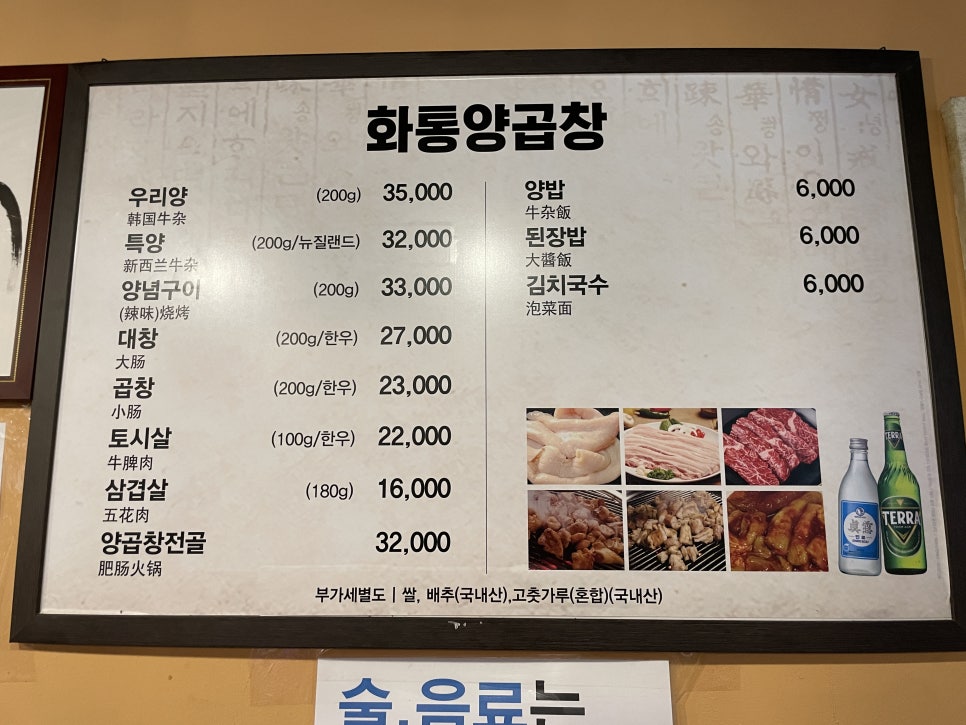 화통양곱창
우리양 (200g) 35,000
韩国牛杂
특양 (200g/뉴질랜드) 32,000
新西兰牛杂
양념구이 (200g) 33,000
(辣味)烧烤
대창 (200g/한우) 27,000
大肠
곱창 (200g/한우) 23,000
小肠
토시살 (100g/한우) 22,000
牛脾肉
삼겹살 (180g) 16,000
五花肉
양곱창전골 32,000
肥肠火锅
양밥 6,000
牛杂飯
된장밥 6,000
大醬飯
김치국수 6,000
泡菜面
眞露
TERRA
TERRA
부가세별도 | 쌀, 배추(국내산),고춧가루(혼합)(국내산)
술,음료는